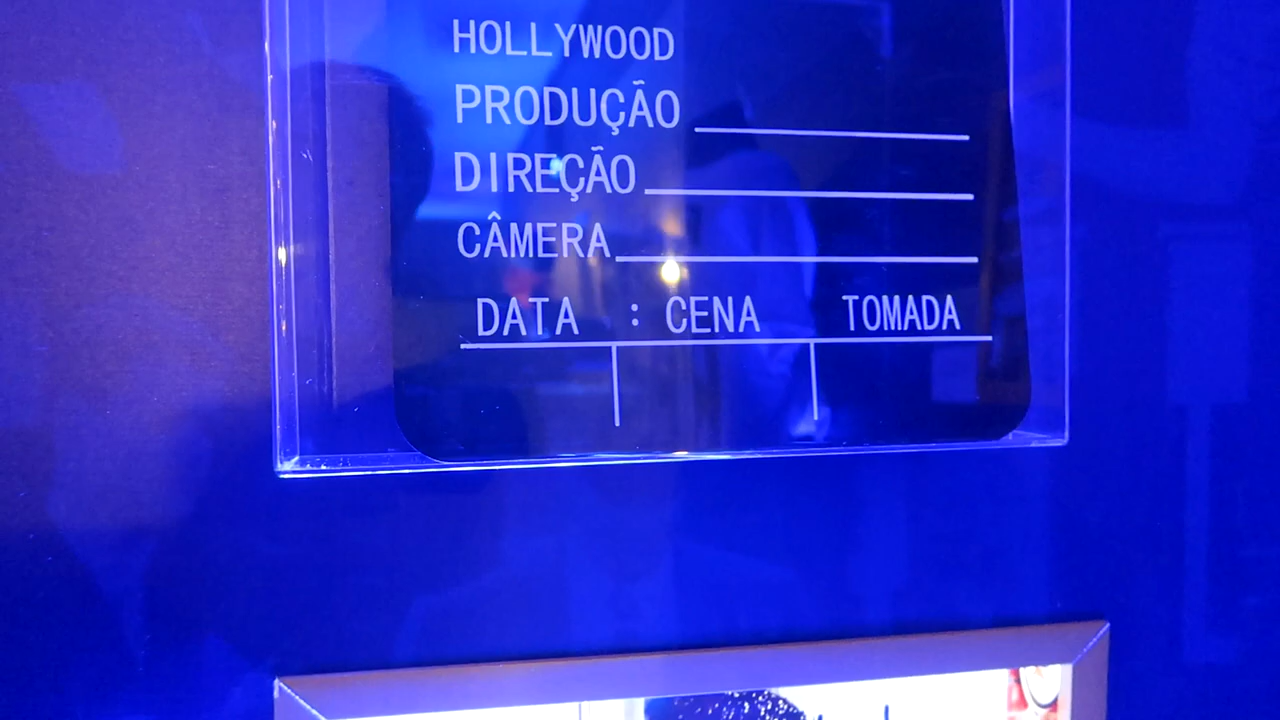 HOLLYWOOD
PRODUÇÃO
DIREÇÃO
CÂMERA
DATA : CENA TOMADA